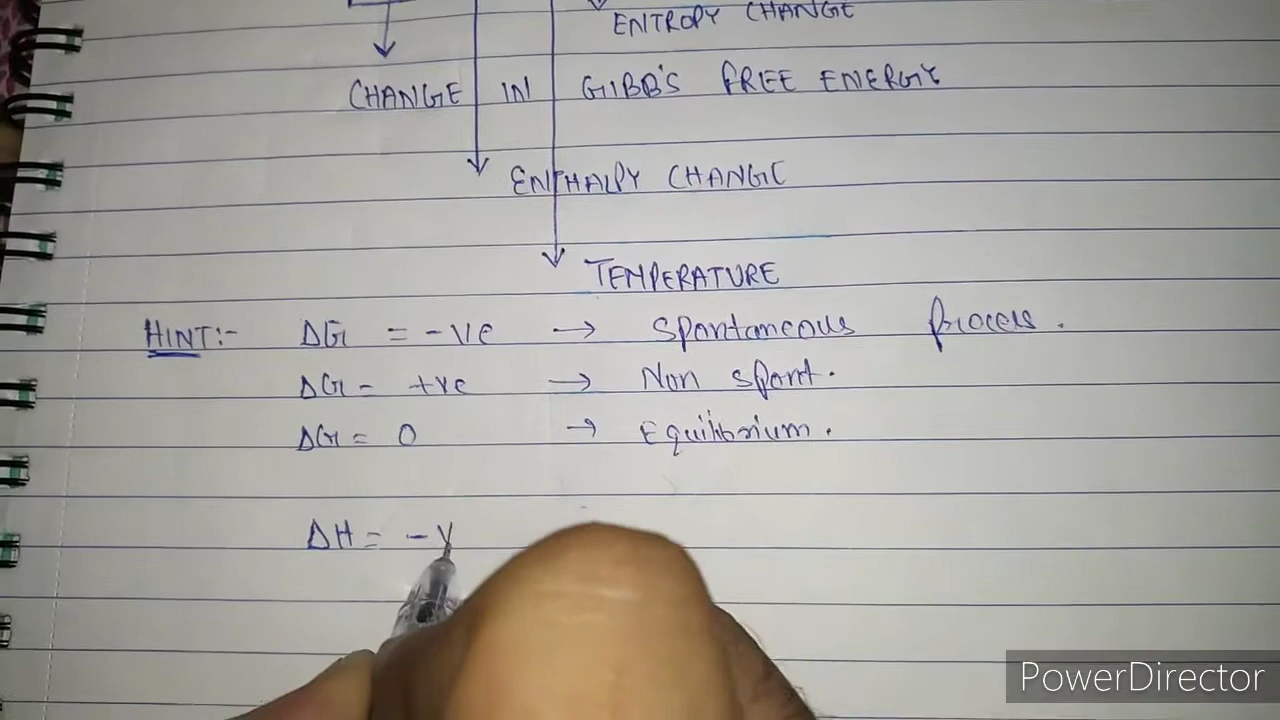 ENTROPY CHANGE
CHANGE IN GIBB'S FREE ENERGY
ENTHALPY CHANGE
TEMPERATURE
HINT:- ΔG = -ve → Spontaneous process.
ΔG = +ve → Non spont.
ΔG = 0 → Equilibrium.
ΔH = -v
PowerDirector